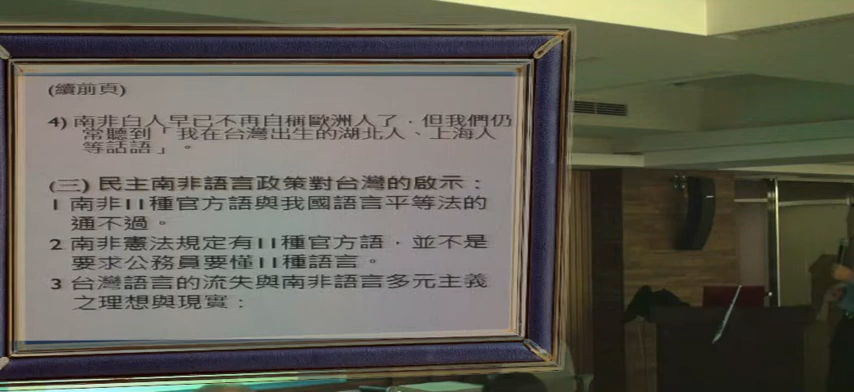 (續前頁)
4) 南非白人早已不再自稱歐洲人了，但我們仍
常聽到「我在台灣出生的湖北人、上海人
等話語」。
(三) 民主南非語言政策對台灣的啟示：
1 南非11種官方語與我國語言平等法的
通不過。
2 南非憲法規定有11種官方語，並不是
要求公務員要懂11種語言。
3 台灣語言的流失與南非語言多元主義
之理想與現實：